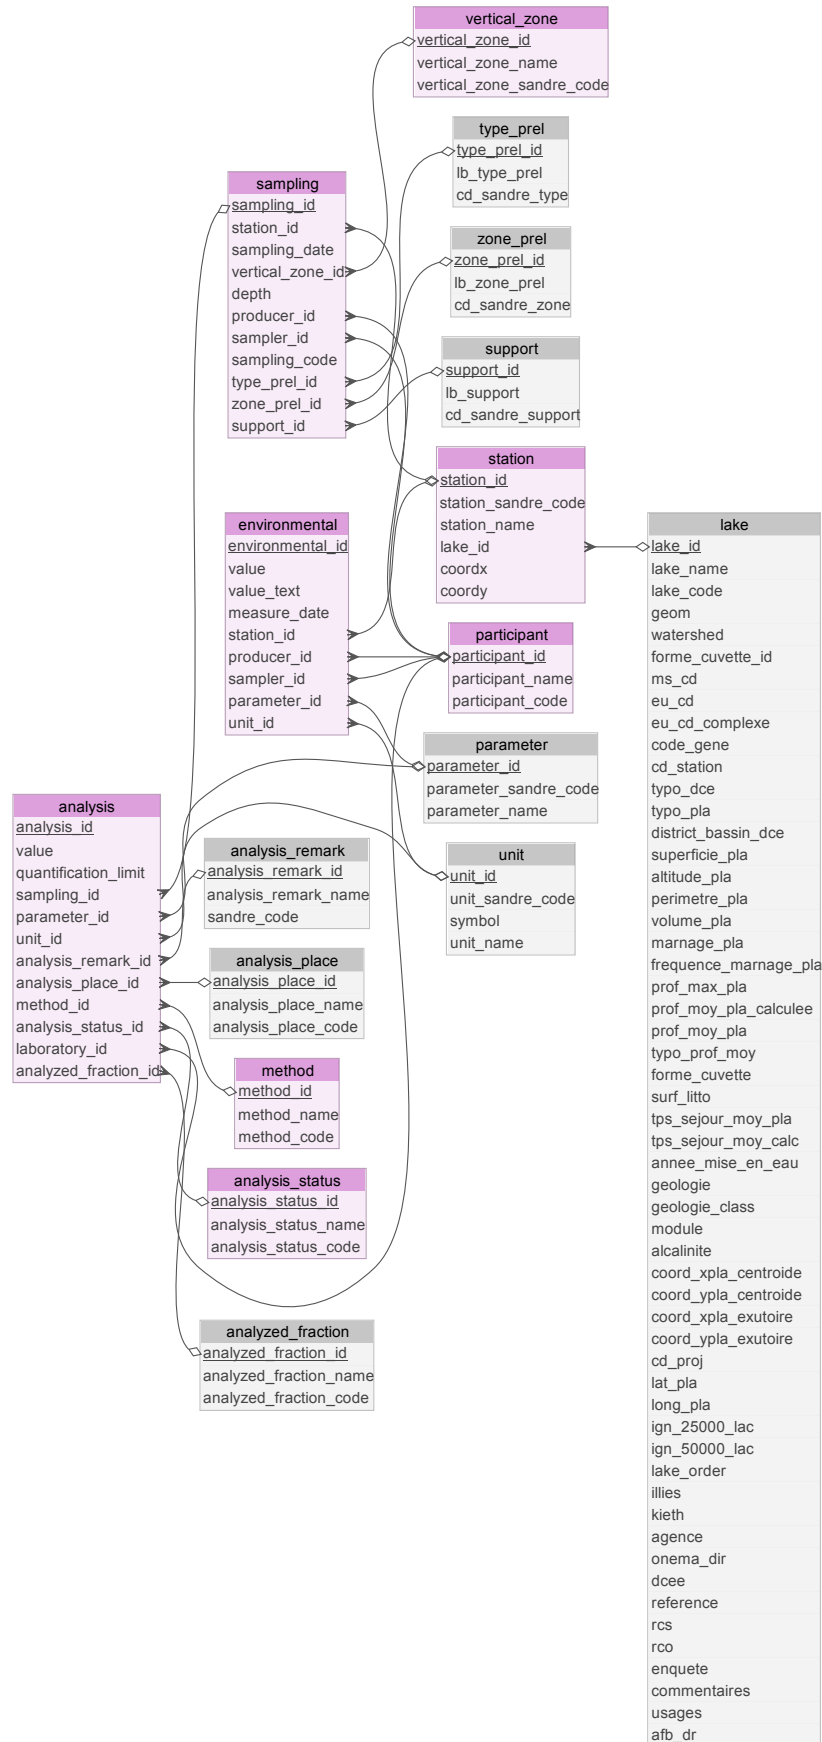 vertical_zone
vertical_zone_id
vertical_zone_name
vertical_zone_sandre_code
type_prel
type_prel_id
lb_type_prel
cd_sandre_type
sampling
sampling_id
station_id
sampling_date
vertical_zone_id
depth
producer_id
sampler_id
sampling_code
type_prel_id
zone_prel_id
support_id
zone_prel
zone_prel_id
lb_zone_prel
cd_sandre_zone
support
support_id
lb_support
cd_sandre_support
station
station_id
station_sandre_code
station_name
lake_id
coordx
coordy
environmental
environmental_id
value
value_text
measure_date
station_id
producer_id
sampler_id
parameter_id
unit_id
participant
participant_id
participant_name
participant_code
parameter
parameter_id
parameter_sandre_code
parameter_name
unit
unit_id
unit_sandre_code
symbol
unit_name
analysis
analysis_id
value
quantification_limit
sampling_id
parameter_id
unit_id
analysis_remark_id
analysis_place_id
method_id
analysis_status_id
laboratory_id
analyzed_fraction_id
analysis_remark
analysis_remark_id
analysis_remark_name
sandre_code
analysis_place
analysis_place_id
analysis_place_name
analysis_place_code
method
method_id
method_name
method_code
analysis_status
analysis_status_id
analysis_status_name
analysis_status_code
analyzed_fraction
analyzed_fraction_id
analyzed_fraction_name
analyzed_fraction_code
lake
lake_id
lake_name
lake_code
geom
watershed
forme_cuvette_id
ms_cd
eu_cd
eu_cd_complexe
code_gene
cd_station
typo_dce
typo_pla
district_bassin_dce
superficie_pla
altitude_pla
perimetre_pla
volume_pla
marnage_pla
frequence_marnage_pla
prof_max_pla
prof_moy_pla_calculee
prof_moy_pla
typo_prof_moy
forme_cuvette
surf_litto
tps_sejour_moy_pla
tps_sejour_moy_calc
annee_mise_en_eau
geologie
geologie_class
module
alcalinite
coord_xpla_centroide
coord_ypla_centroide
coord_xpla_exutoire
coord_ypla_exutoire
cd_proj
lat_pla
long_pla
ign_25000_lac
ign_50000_lac
lake_order
illies
kieth
agence
onema_dir
dcee
reference
rcs
rco
enquete
commentaires
usages
afb_dr